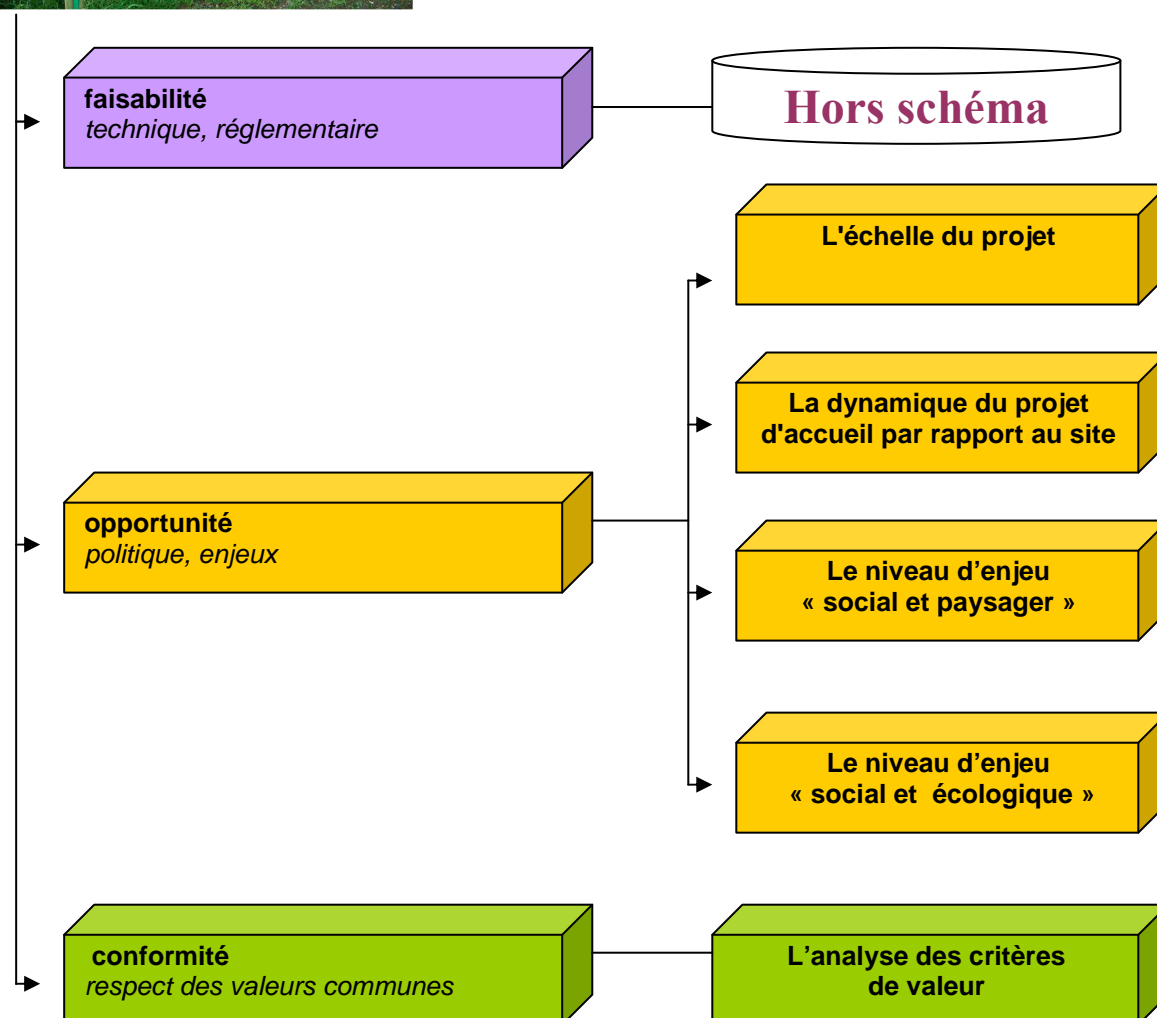 faisabilité
technique, réglementaire
Hors schéma
L'échelle du projet
La dynamique du projet
d'accueil par rapport au site
opportunité
politique, enjeux
Le niveau d’enjeu
« social et paysager »
Le niveau d’enjeu
« social et  écologique »
conformité
respect des valeurs communes
L’analyse des critères
de valeur